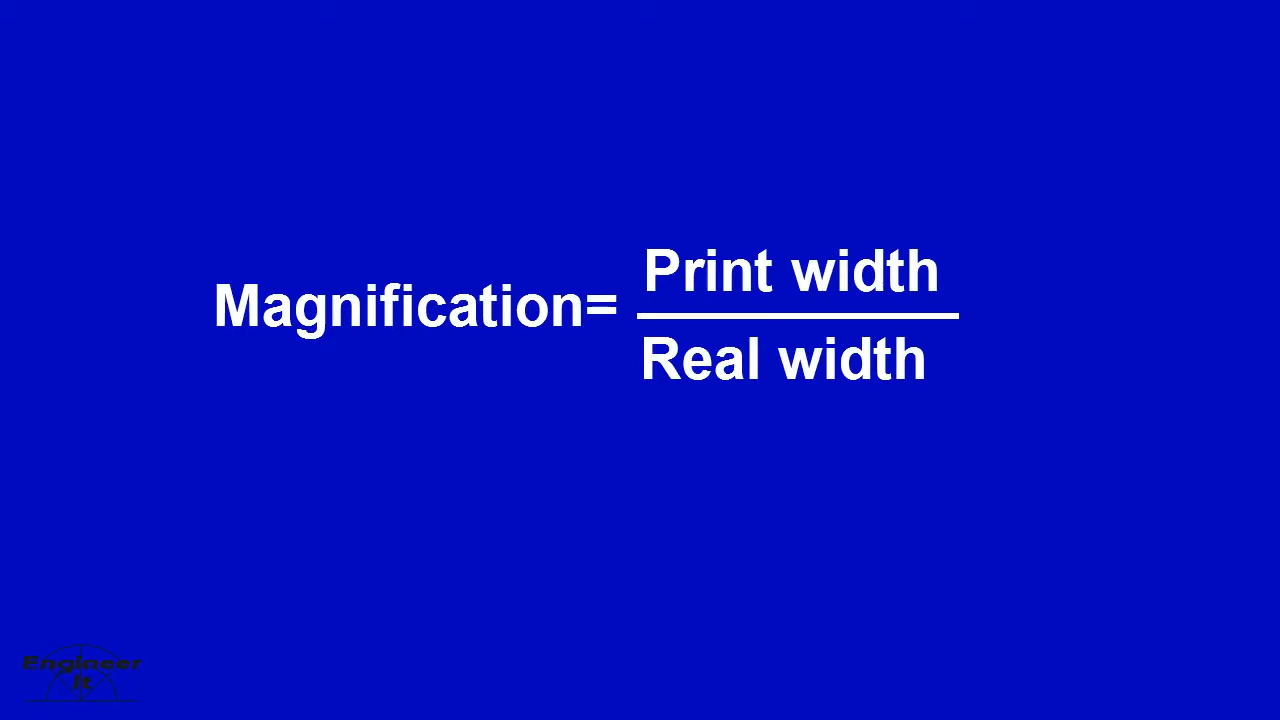 Magnification=
Print width
Real width
Engineer
It